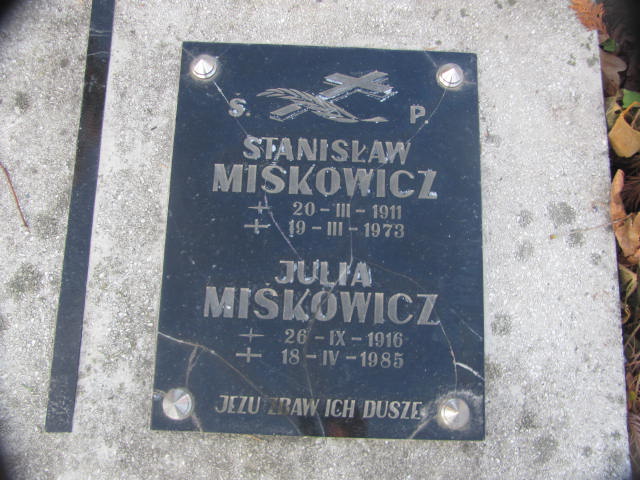 Ś. P.
STANISŁAW
MIŚKOWICZ
20-III-1911
19-III-1973
JULIA
MIŚKOWICZ
26-IX-1916
18-IV-1985
JEZU ZBAW ICH DUSZE